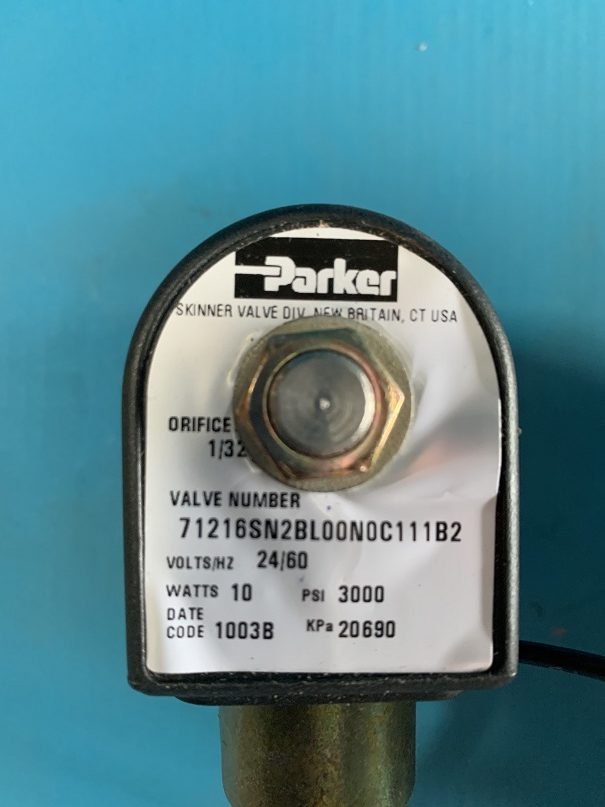 Parker
SKINNER VALVE DIV. NEW BRITAIN, CT USA
ORIFICE
1/32
VALVE NUMBER
71216SN2BL00N0C111B2
VOLTS/HZ 24/60
WATTS 10 PSI 3000
DATE
CODE 1003B KPa 20690